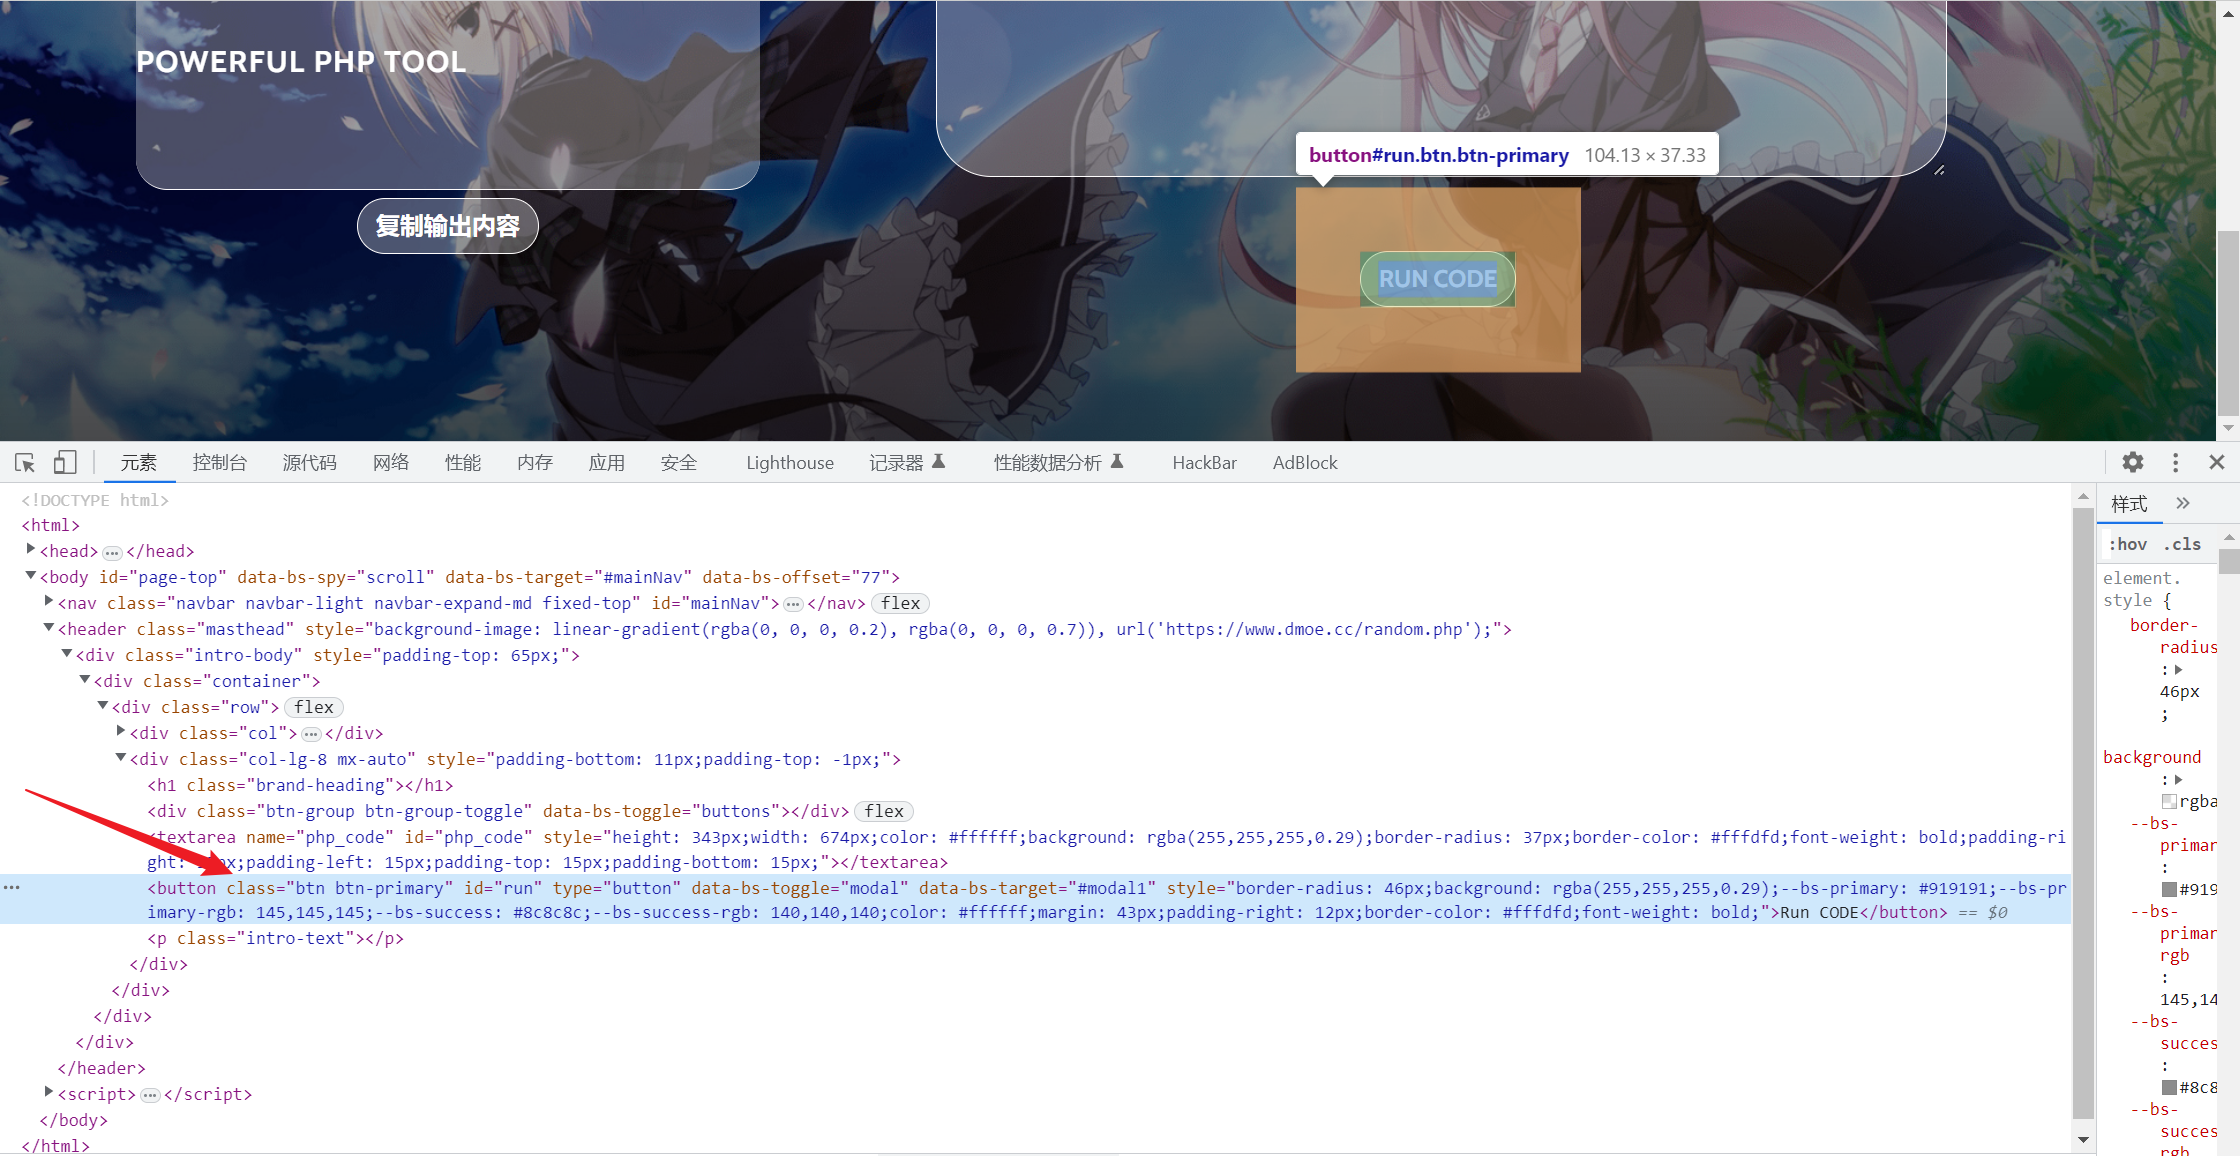 POWERFUL PHP TOOL
button#run.btn.btn-primary 104.13 × 37.33
复制输出内容
RUN CODE
元素 控制台 源代码 网络 性能 内存 应用 安全 Lighthouse 记录器 性能数据分析 HackBar AdBlock
<!DOCTYPE html>
<html>
<head> ••• </head>
<body id="page-top" data-bs-spy="scroll" data-bs-target="#mainNav" data-bs-offset="77">
<nav class="navbar navbar-light navbar-expand-md fixed-top" id="mainNav"> ••• </nav> flex
<header class="masthead" style="background-image: linear-gradient(rgba(0, 0, 0, 0.2), rgba(0, 0, 0, 0.7)), url('https://www.dmoe.cc/random.php');">
<div class="intro-body" style="padding-top: 65px;">
<div class="container">
<div class="row"> flex
<div class="col"> ••• </div>
<div class="col-lg-8 mx-auto" style="padding-bottom: 11px;padding-top: -1px;">
<h1 class="brand-heading"></h1>
<div class="btn-group btn-group-toggle" data-bs-toggle="buttons"></div> flex
textarea name="php_code" id="php_code" style="height: 343px;width: 674px;color: #ffffff;background: rgba(255,255,255,0.29);border-radius: 37px;border-color: #fffdfd;font-weight: bold;padding-ri
ght: px;padding-left: 15px;padding-top: 15px;padding-bottom: 15px;"></textarea>
••• <button class="btn btn-primary" id="run" type="button" data-bs-toggle="modal" data-bs-target="#modal1" style="border-radius: 46px;background: rgba(255,255,255,0.29);--bs-primary: #919191;--bs-pr
imary-rgb: 145,145,145;--bs-success: #8c8c8c;--bs-success-rgb: 140,140,140;color: #ffffff;margin: 43px;padding-right: 12px;border-color: #fffdfd;font-weight: bold;">Run CODE</button> == $0
<p class="intro-text"></p>
</div>
</div>
</div>
</div>
</header>
<script> ••• </script>
</body>
</html>
样式 »
:hov .cls
element.
style {
border-
radius
:
46px
;
background
:
rgba
--bs-
primar
:
#919
--bs-
primar
rgb
:
145,14
--bs-
succes
:
#8c8
--bs-
succes
rgb